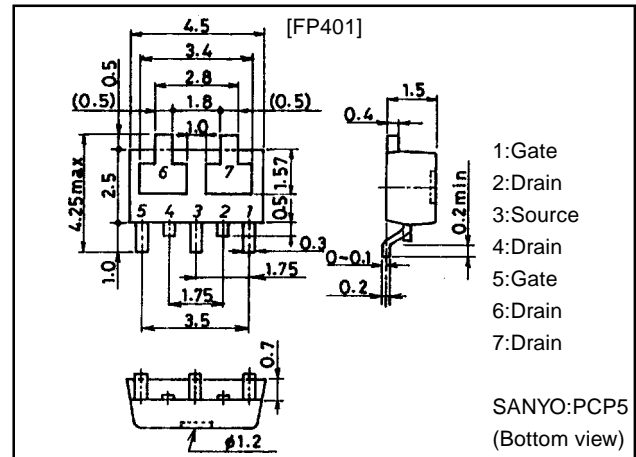 [FP401]
4.5
3.4
2.8
1.8
(0.5)
(0.5)
0.5
1.0
4.25max
2.5
6
7
1.57
0.5
5 4 3 2 1
0.3
1.0
1.75
1.75
3.5
0.7
φ1.2
1.5
0.4
0.2min
0~0.1
0.2
1:Gate
2:Drain
3:Source
4:Drain
5:Gate
6:Drain
7:Drain
SANYO:PCP5
(Bottom view)